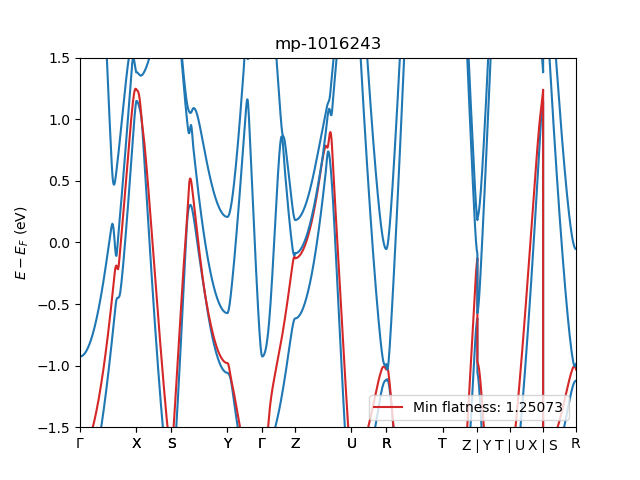 mp-1016243
E − E_F (eV)
1.5
1.0
0.5
0.0
−0.5
−1.0
−1.5
Min flatness: 1.25073
Γ X S Y Γ Z U R T Z | Y T | U X | S R